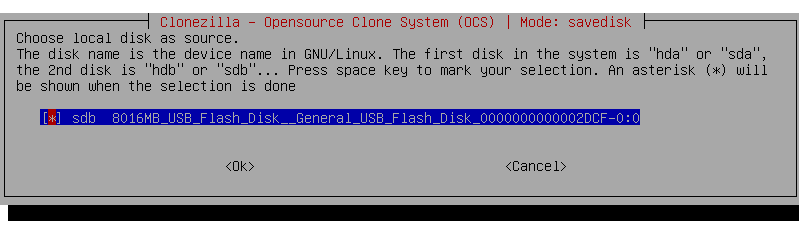 Clonezilla - Opensource Clone System (OCS) | Mode: savedisk
Choose local disk as source.
The disk name is the device name in GNU/Linux. The first disk in the system is "hda" or "sda",
the 2nd disk is "hdb" or "sdb"... Press space key to mark your selection. An asterisk (*) will
be shown when the selection is done
[*] sdb 8016MB_USB_Flash_Disk__General_USB_Flash_Disk_0000000000002DCF-0:0
<Ok> <Cancel>